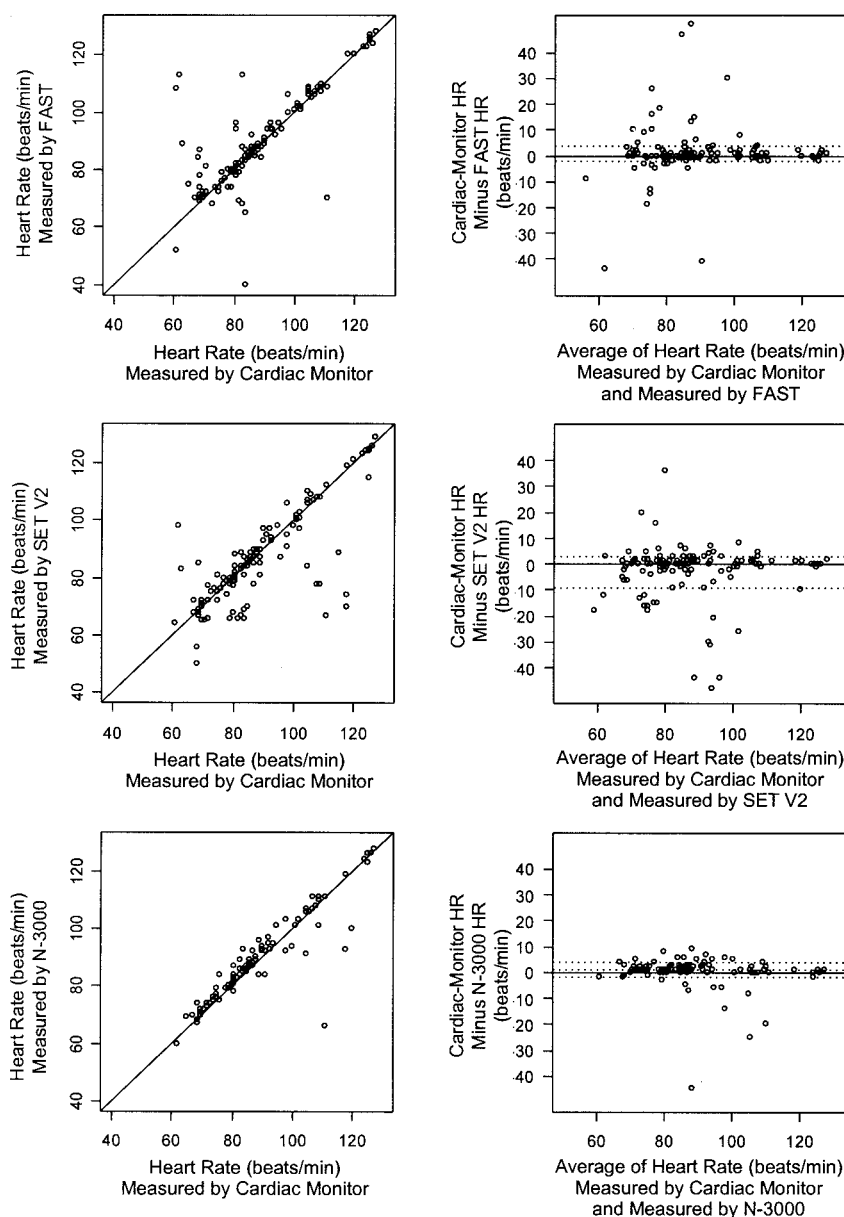 Heart Rate (beats/min)
Measured by FAST
120
100
80
60
40
40 60 80 100 120
Heart Rate (beats/min)
Measured by Cardiac Monitor
Cardiac-Monitor HR
Minus FAST HR
(beats/min)
40
30
20
10
0
-10
-20
-30
-40
60 80 100 120
Average of Heart Rate (beats/min)
Measured by Cardiac Monitor
and Measured by FAST
Heart Rate (beats/min)
Measured by SET V2
120
100
80
60
40
40 60 80 100 120
Heart Rate (beats/min)
Measured by Cardiac Monitor
Cardiac-Monitor HR
Minus SET V2 HR
(beats/min)
40
30
20
10
0
-10
-20
-30
-40
60 80 100 120
Average of Heart Rate (beats/min)
Measured by Cardiac Monitor
and Measured by SET V2
Heart Rate (beats/min)
Measured by N-3000
120
100
80
60
40
40 60 80 100 120
Heart Rate (beats/min)
Measured by Cardiac Monitor
Cardiac-Monitor HR
Minus N-3000 HR
(beats/min)
40
30
20
10
0
-10
-20
-30
-40
60 80 100 120
Average of Heart Rate (beats/min)
Measured by Cardiac Monitor
and Measured by N-3000